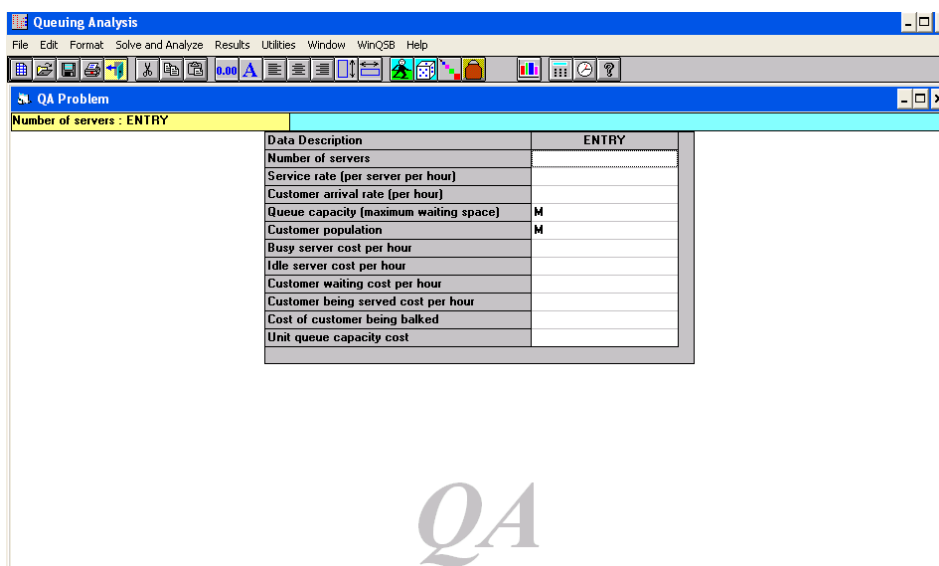 Queuing Analysis
File Edit Format Solve and Analyze Results Utilities Window WinQSB Help
0.00 A
QA Problem
Number of servers : ENTRY
Data Description ENTRY
Number of servers
Service rate (per server per hour)
Customer arrival rate (per hour)
Queue capacity (maximum waiting space) M
Customer population M
Busy server cost per hour
Idle server cost per hour
Customer waiting cost per hour
Customer being served cost per hour
Cost of customer being balked
Unit queue capacity cost
QA